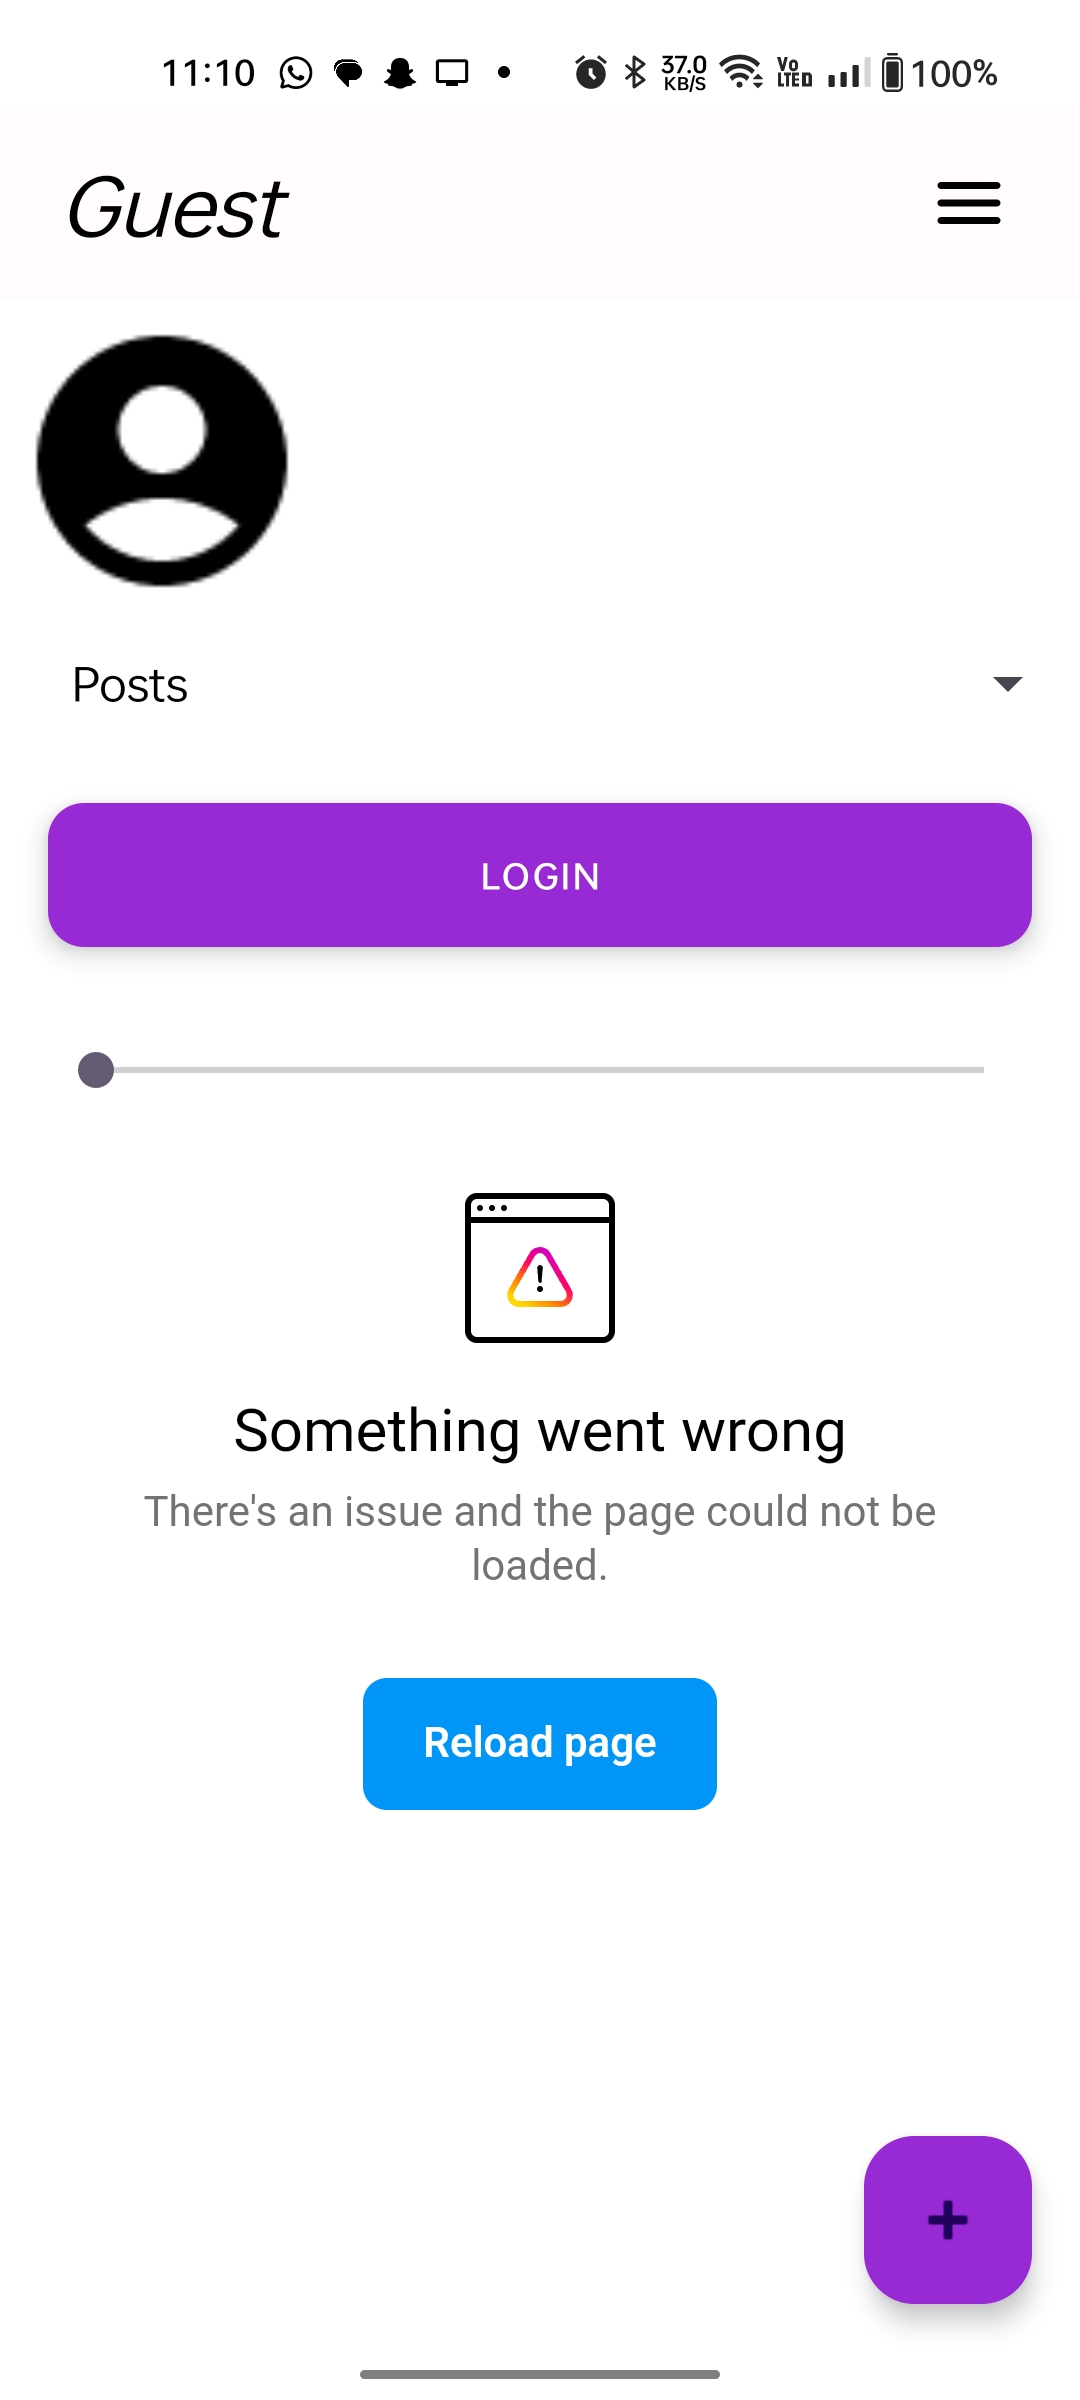 11:10 37.0 KB/S Vo LTED 100%
Guest
Posts
LOGIN
!
Something went wrong
There's an issue and the page could not be
loaded.
Reload page
+